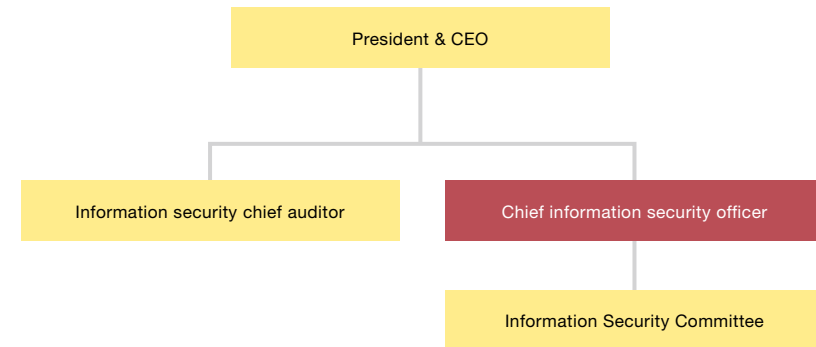 President & CEO
Information security chief auditor
Chief information security officer
Information Security Committee